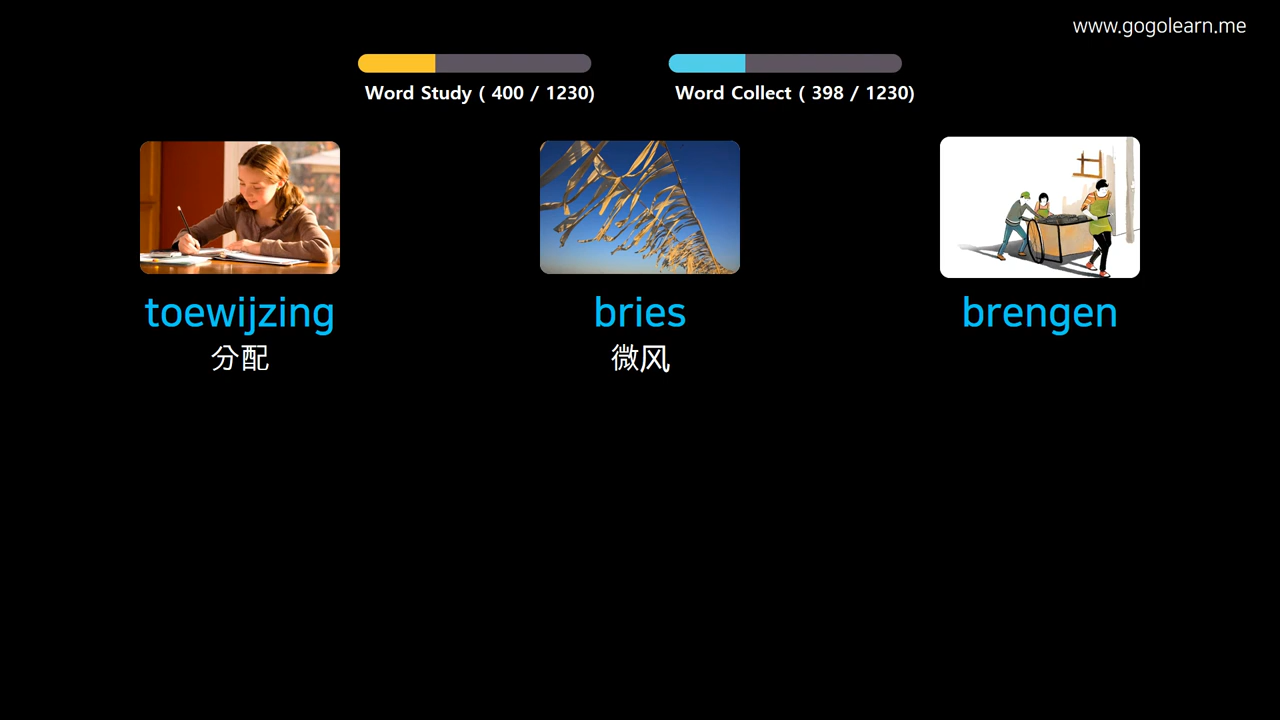 www.gogolearn.me
Word Study ( 400 / 1230)
Word Collect ( 398 / 1230)
toewijzing
bries
brengen
分配
微风